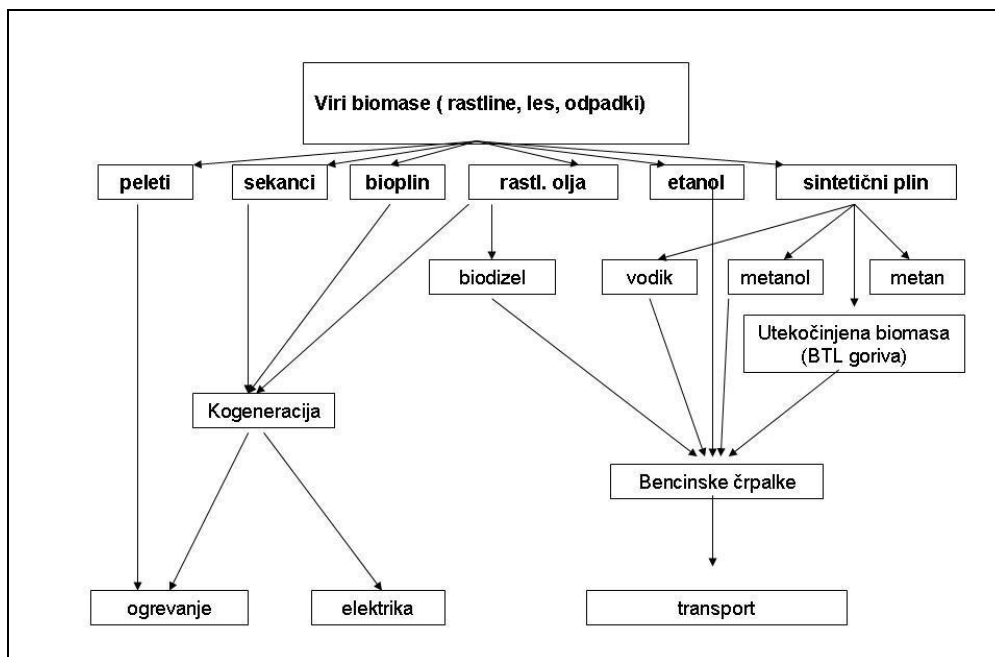 Viri biomase ( rastline, les, odpadki)
peleti
sekanci
bioplin
rastl. olja
etanol
sintetični plin
biodizel
vodik
metanol
metan
Utekočinjena biomasa
(BTL goriva)
Kogeneracija
Bencinske črpalke
ogrevanje
elektrika
transport